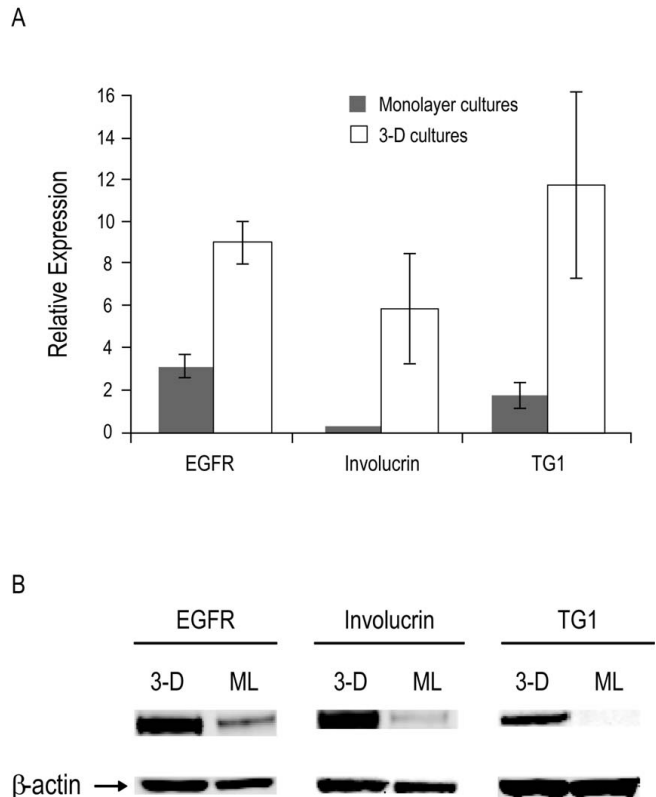 A
16
14
12
10
8
6
4
2
0
Relative Expression
Monolayer cultures
3-D cultures
EGFR Involucrin TG1
B
EGFR Involucrin TG1
3-D ML 3-D ML 3-D ML
β-actin